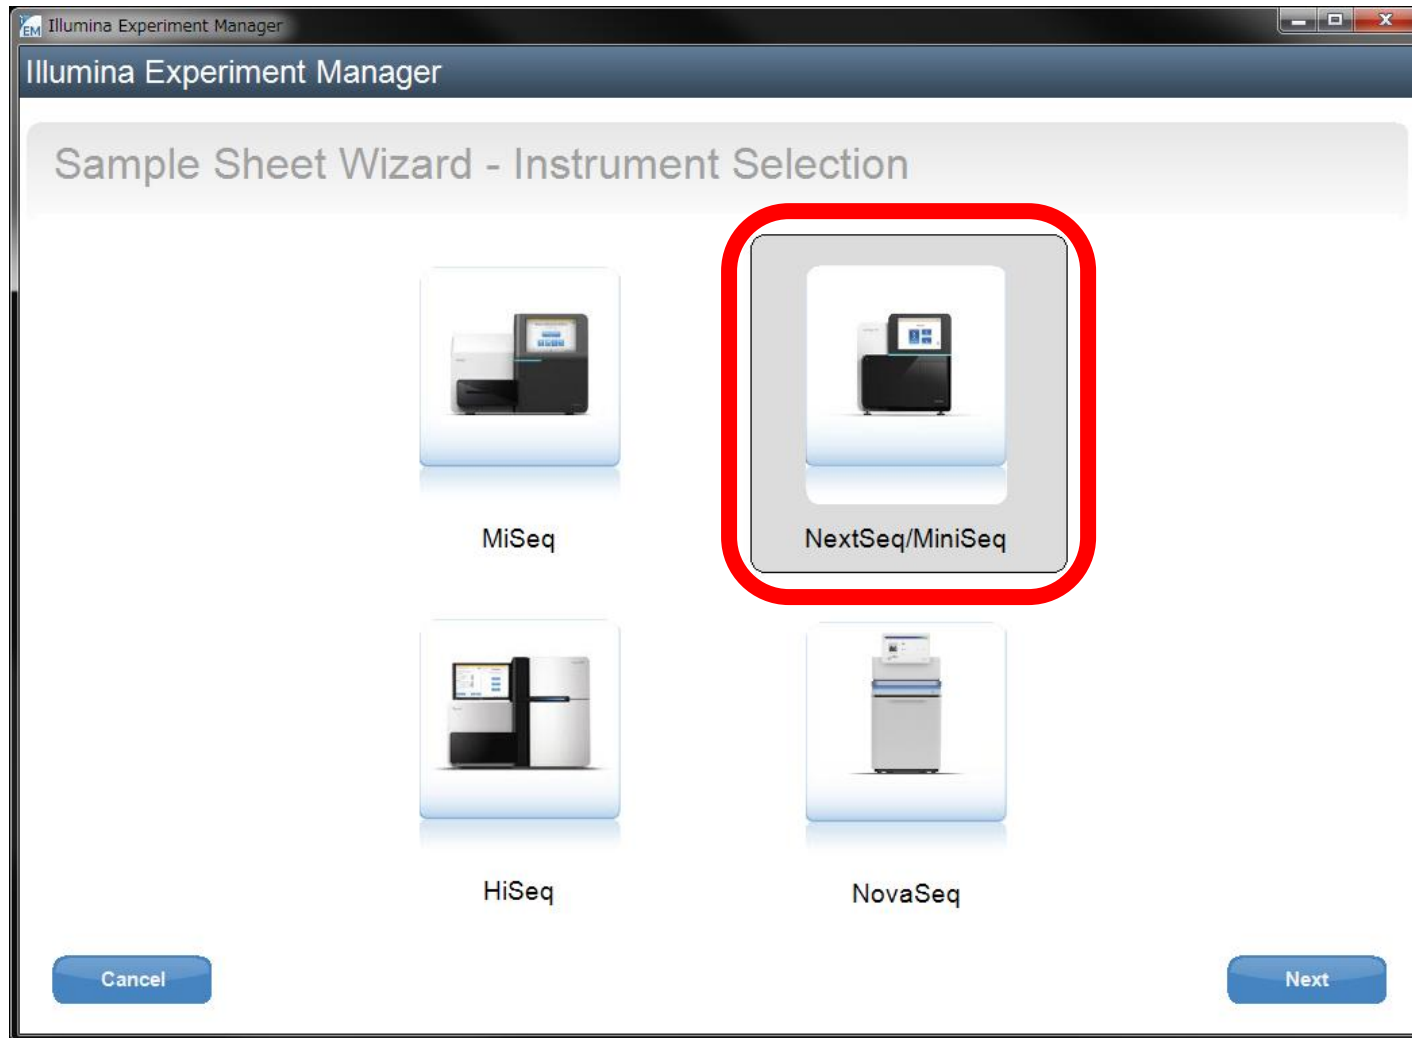 Illumina Experiment Manager
Illumina Experiment Manager
Sample Sheet Wizard - Instrument Selection
MiSeq
NextSeq/MiniSeq
HiSeq
NovaSeq
Cancel
Next